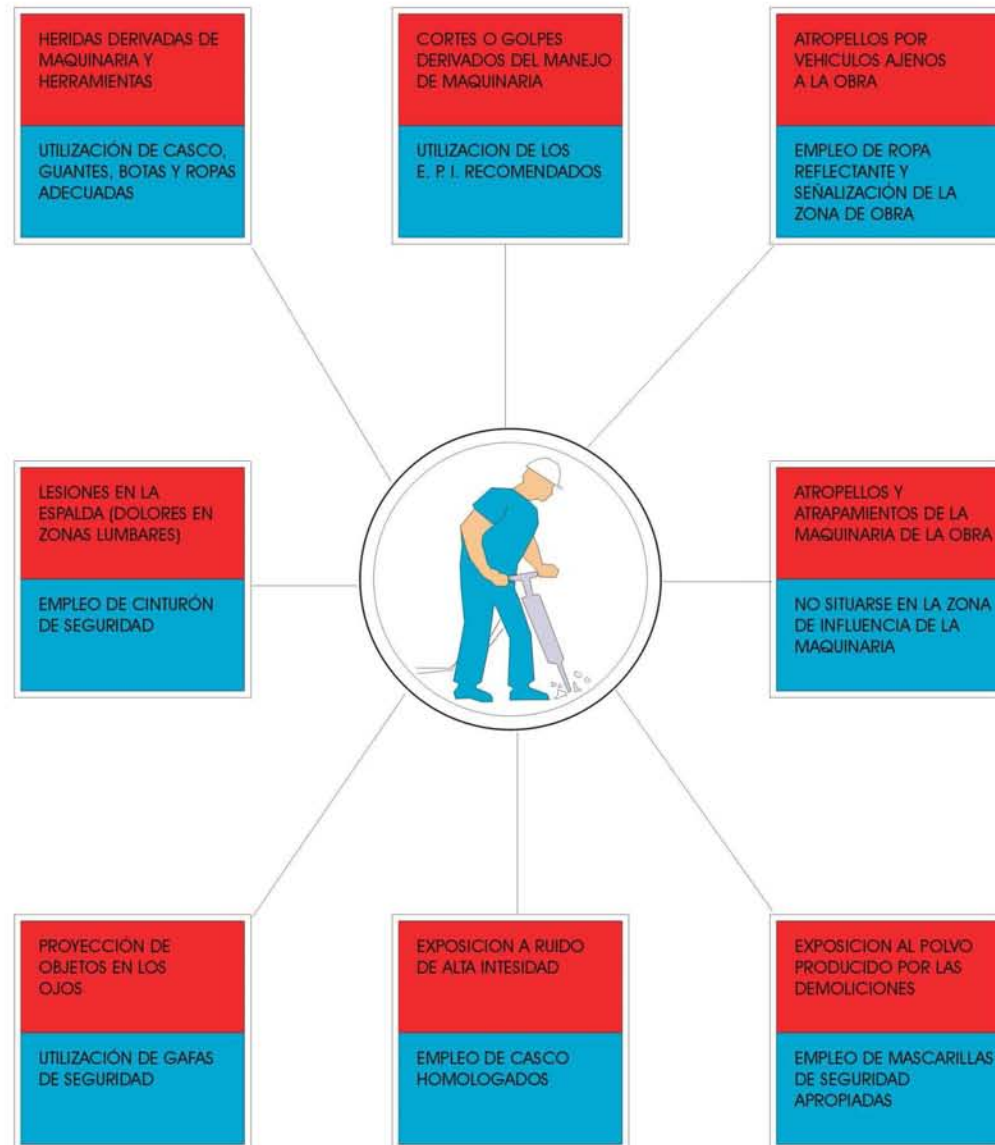 HERIDAS DERIVADAS DE
MAQUINARIA Y
HERRAMIENTAS
UTILIZACIÓN DE CASCO,
GUANTES, BOTAS Y ROPAS
ADECUADAS
CORTES O GOLPES
DERIVADOS DEL MANEJO
DE MAQUINARIA
UTILIZACION DE LOS
E. P. I. RECOMENDADOS
ATROPELLOS POR
VEHICULOS AJENOS
A LA OBRA
EMPLEO DE ROPA
REFLECTANTE Y
SEÑALIZACIÓN DE LA
ZONA DE OBRA
LESIONES EN LA
ESPALDA (DOLORES EN
ZONAS LUMBARES)
EMPLEO DE CINTURÓN
DE SEGURIDAD
ATROPELLOS Y
ATRAPAMIENTOS DE LA
MAQUINARIA DE LA OBRA
NO SITUARSE EN LA ZONA
DE INFLUENCIA DE LA
MAQUINARIA
PROYECCIÓN DE
OBJETOS EN LOS
OJOS
UTILIZACIÓN DE GAFAS
DE SEGURIDAD
EXPOSICION A RUIDO
DE ALTA INTESIDAD
EMPLEO DE CASCO
HOMOLOGADOS
EXPOSICION AL POLVO
PRODUCIDO POR LAS
DEMOLICIONES
EMPLEO DE MASCARILLAS
DE SEGURIDAD
APROPIADAS